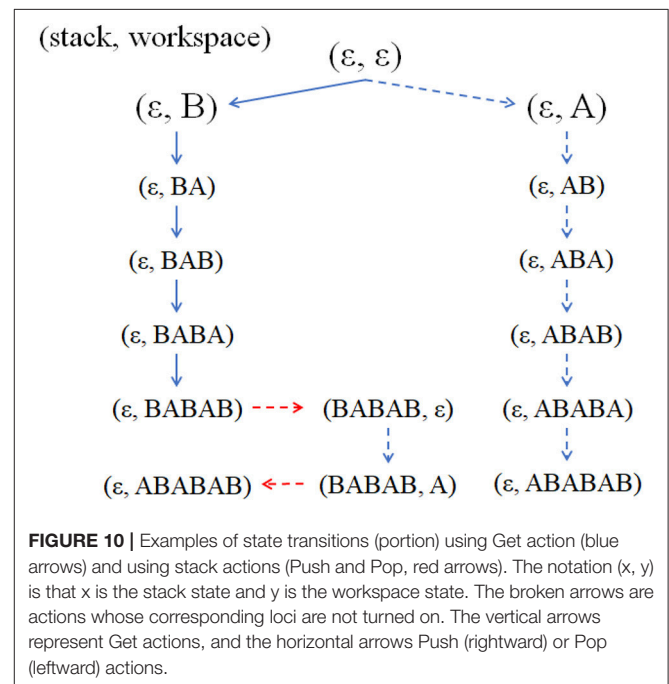 (stack, workspace)
(ε, ε)
(ε, B) (ε, A)
(ε, BA) (ε, AB)
(ε, BAB) (ε, ABA)
(ε, BABA) (ε, ABAB)
(ε, BABAB) (BABAB, ε) (ε, ABABA)
(ε, ABABAB) (BABAB, A) (ε, ABABAB)
FIGURE 10 | Examples of state transitions (portion) using Get action (blue
arrows) and using stack actions (Push and Pop, red arrows). The notation (x, y)
is that x is the stack state and y is the workspace state. The broken arrows are
actions whose corresponding loci are not turned on. The vertical arrows
represent Get actions, and the horizontal arrows Push (rightward) or Pop
(leftward) actions.